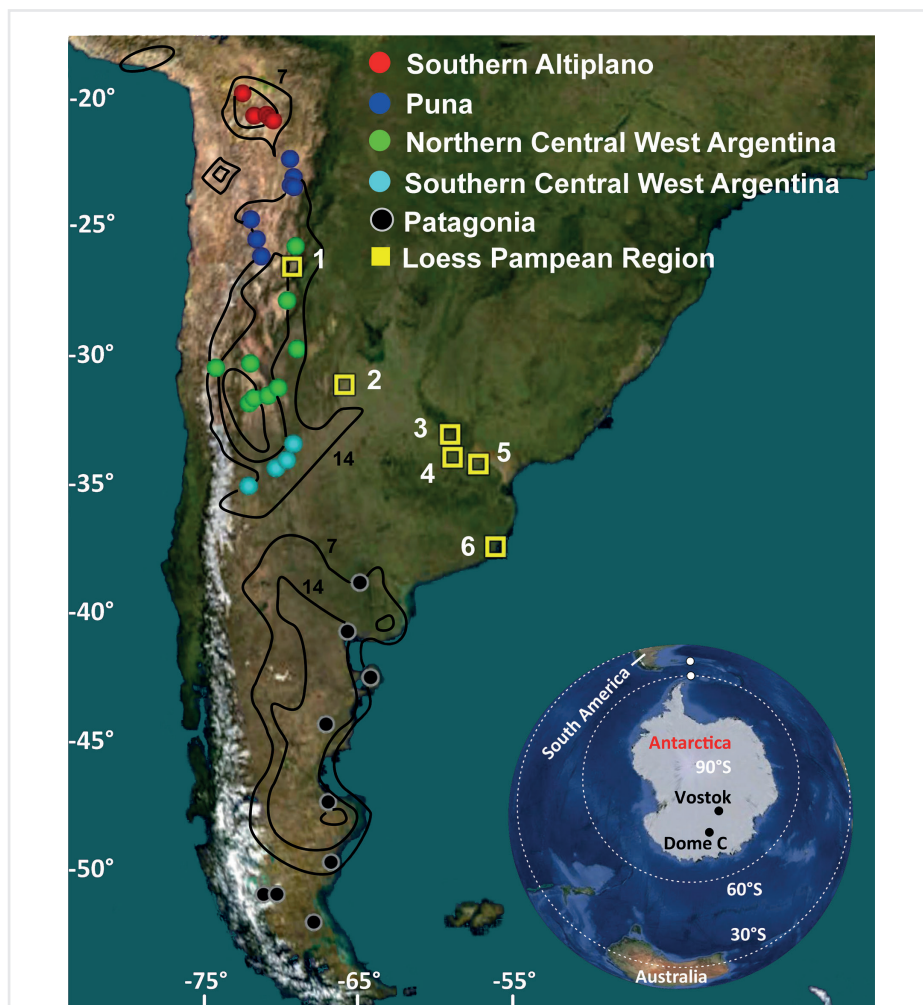 7
-20°
-25°
-30°
-35°
-40°
-45°
-50°
Southern Altiplano
Puna
Northern Central West Argentina
Southern Central West Argentina
Patagonia
Loess Pampean Region
1
2
3
4
5
14
6
7
14
South America
Antarctica
90°S
Vostok
Dome C
60°S
30°S
Australia
-75°
-65°
-55°